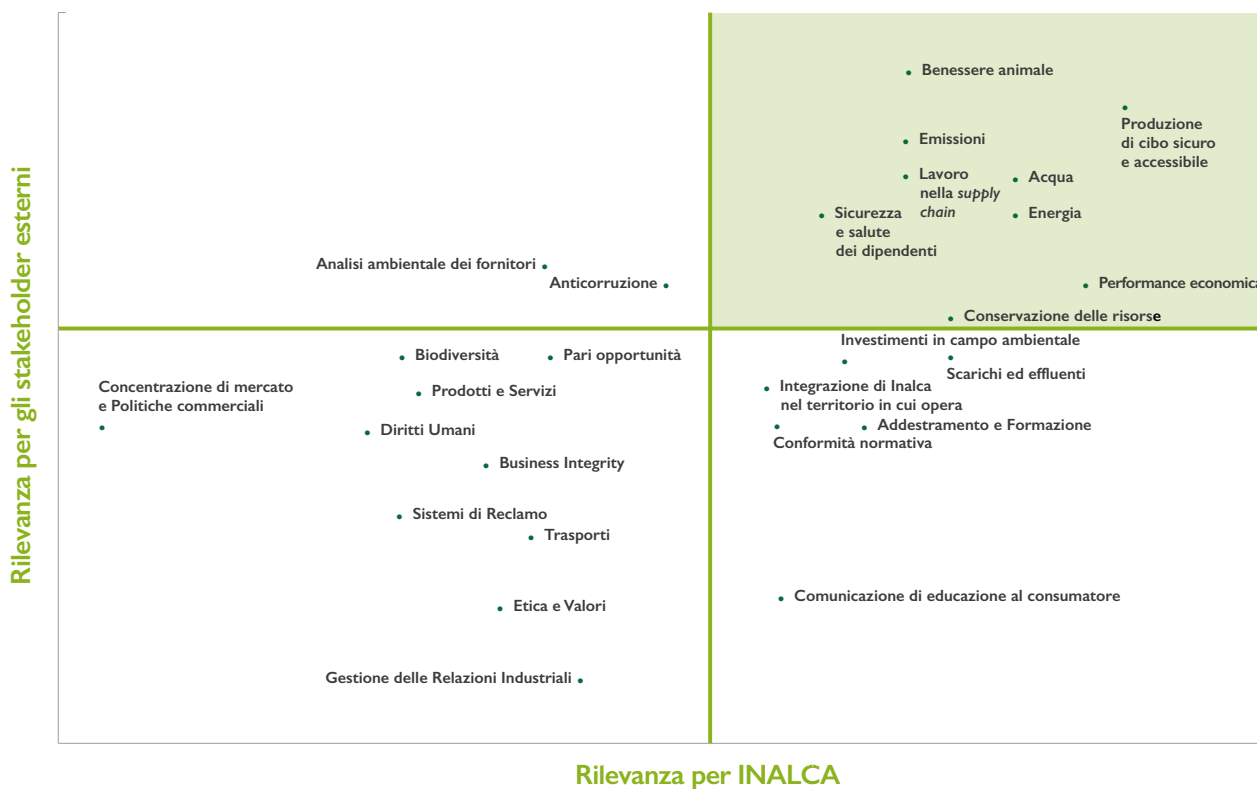 Rilevanza per gli stakeholder esterni
Benessere animale
Produzione
di cibo sicuro
e accessibile
Emissioni
Lavoro
nella supply
chain
Acqua
Sicurezza
e salute
dei dipendenti
Energia
Analisi ambientale dei fornitori
Anticorruzione
Performance economica
Conservazione delle risorse
Investimenti in campo ambientale
Biodiversità
Pari opportunità
Scarichi ed effluenti
Concentrazione di mercato
e Politiche commerciali
Prodotti e Servizi
Integrazione di Inalca
nel territorio in cui opera
Diritti Umani
Addestramento e Formazione
Conformità normativa
Business Integrity
Sistemi di Reclamo
Trasporti
Etica e Valori
Comunicazione di educazione al consumatore
Gestione delle Relazioni Industriali
Rilevanza per INALCA